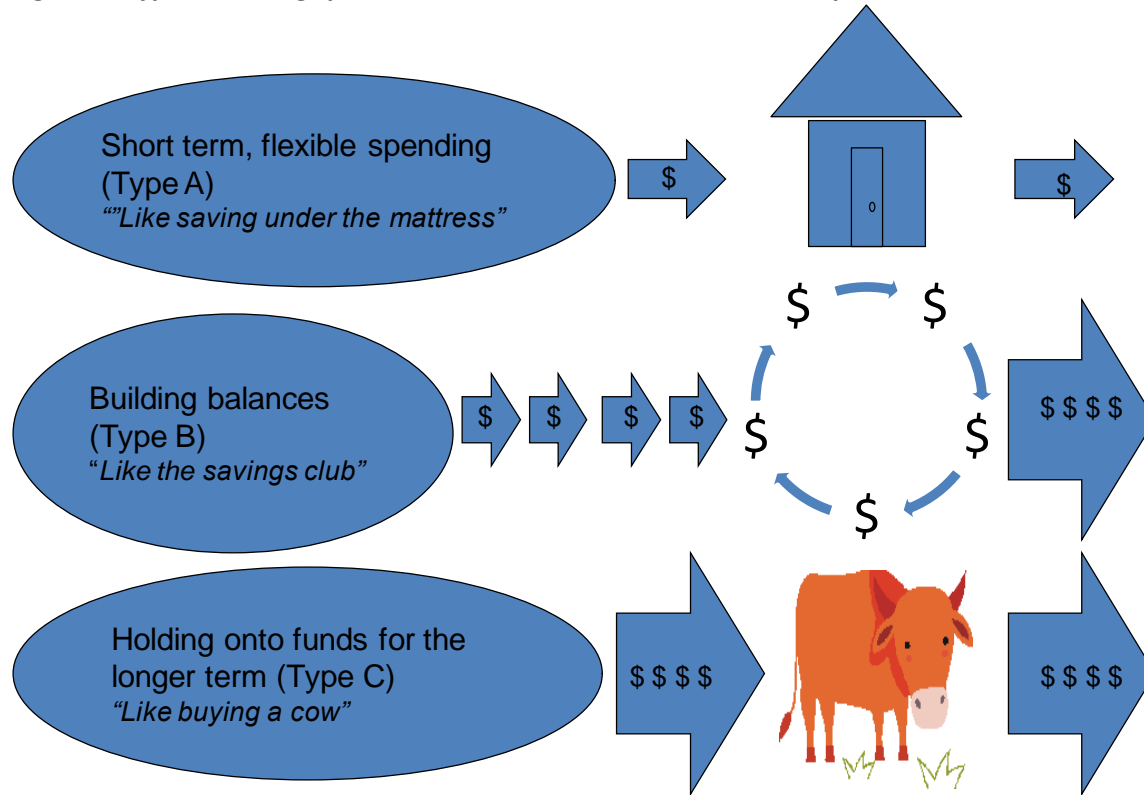 Short term, flexible spending
(Type A)
“”Like saving under the mattress”
$
$
$
$
Building balances
(Type B)
“Like the savings club”
$
$
$
$
$
$
$
$ $ $ $
Holding onto funds for the
longer term (Type C)
“Like buying a cow”
$ $ $ $
$ $ $ $